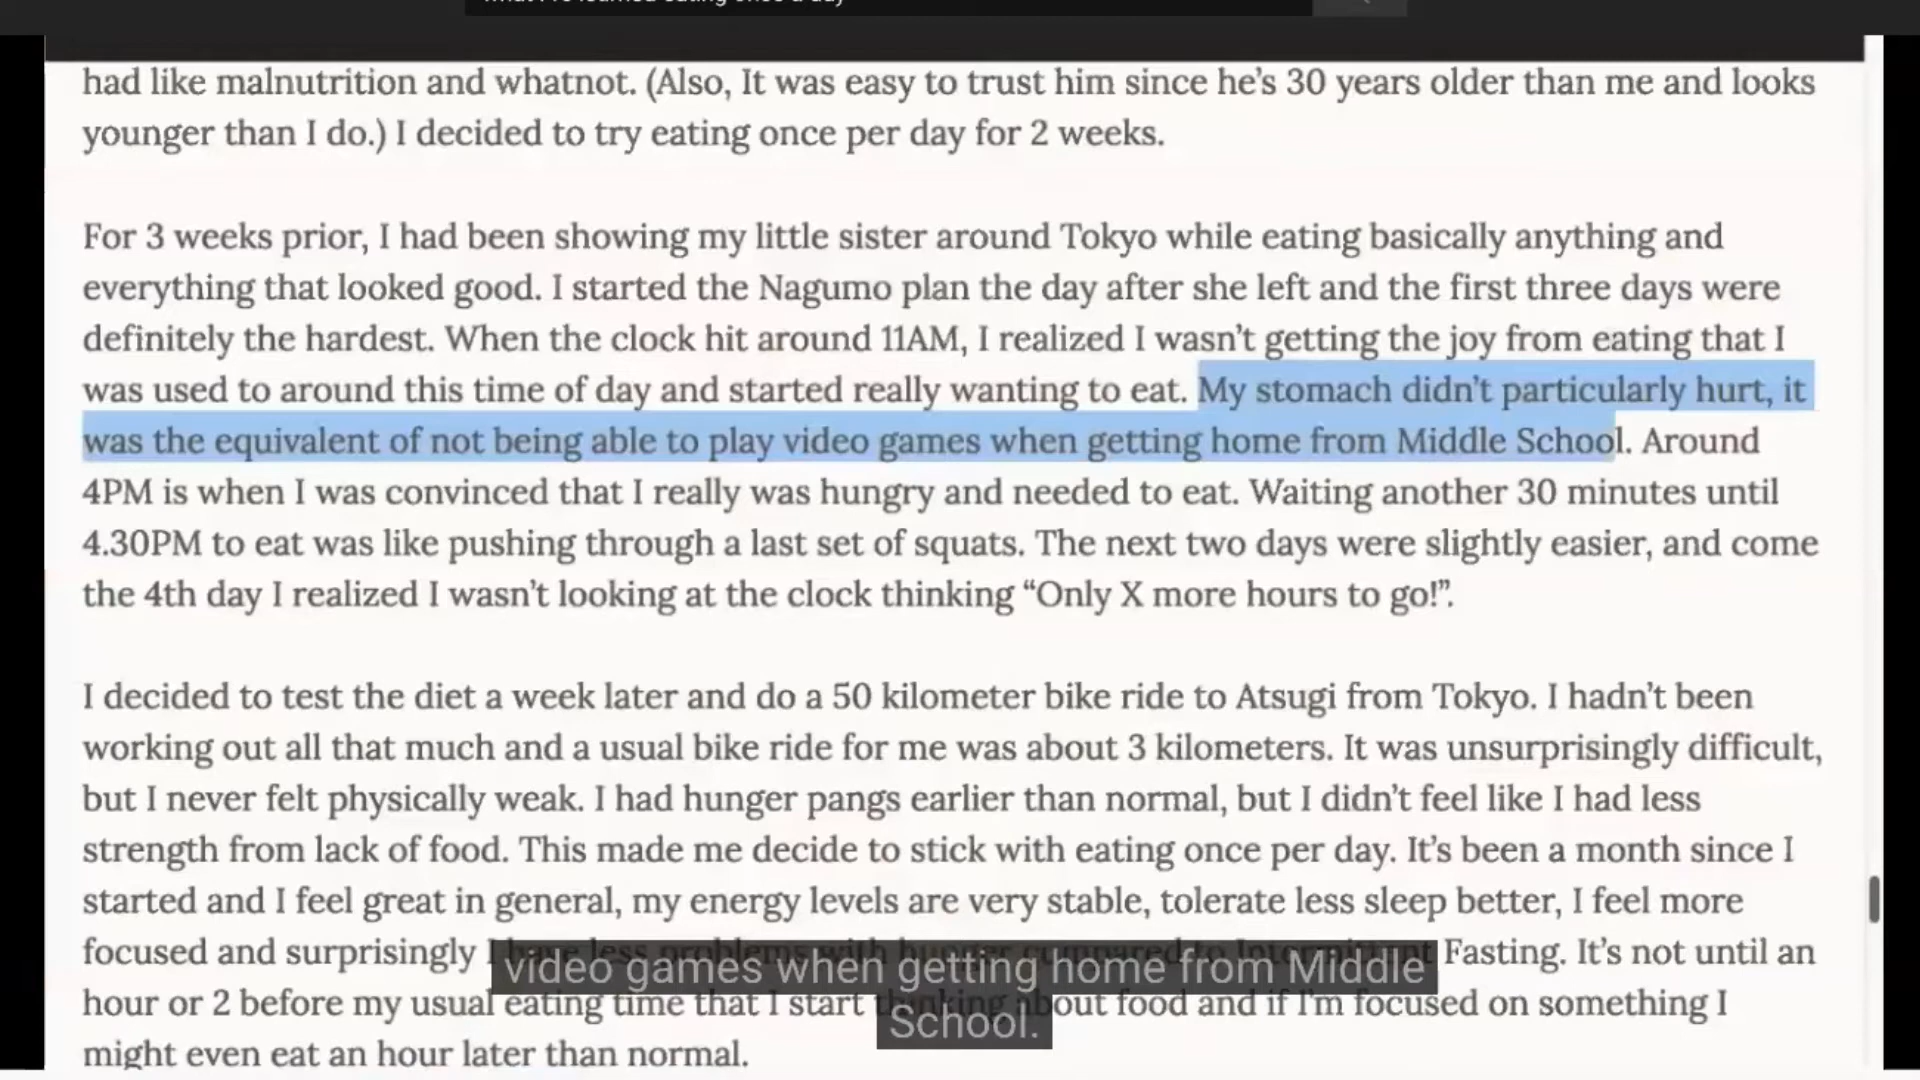 what I've learned eating once a day
had like malnutrition and whatnot. (Also, It was easy to trust him since he's 30 years older than me and looks
younger than I do.) I decided to try eating once per day for 2 weeks.
For 3 weeks prior, I had been showing my little sister around Tokyo while eating basically anything and
everything that looked good. I started the Nagumo plan the day after she left and the first three days were
definitely the hardest. When the clock hit around 11AM, I realized I wasn't getting the joy from eating that I
was used to around this time of day and started really wanting to eat. My stomach didn't particularly hurt, it
was the equivalent of not being able to play video games when getting home from Middle School. Around
4PM is when I was convinced that I really was hungry and needed to eat. Waiting another 30 minutes until
4.30PM to eat was like pushing through a last set of squats. The next two days were slightly easier, and come
the 4th day I realized I wasn't looking at the clock thinking “Only X more hours to go!”.
I decided to test the diet a week later and do a 50 kilometer bike ride to Atsugi from Tokyo. I hadn't been
working out all that much and a usual bike ride for me was about 3 kilometers. It was unsurprisingly difficult,
but I never felt physically weak. I had hunger pangs earlier than normal, but I didn't feel like I had less
strength from lack of food. This made me decide to stick with eating once per day. It's been a month since I
started and I feel great in general, my energy levels are very stable, tolerate less sleep better, I feel more
focused and surprisingly I have less problems with hunger compared to Intermittent Fasting. It's not until an
hour or 2 before my usual eating time that I start thinking about food and if I'm focused on something I
might even eat an hour later than normal.
video games when getting home from Middle
School.